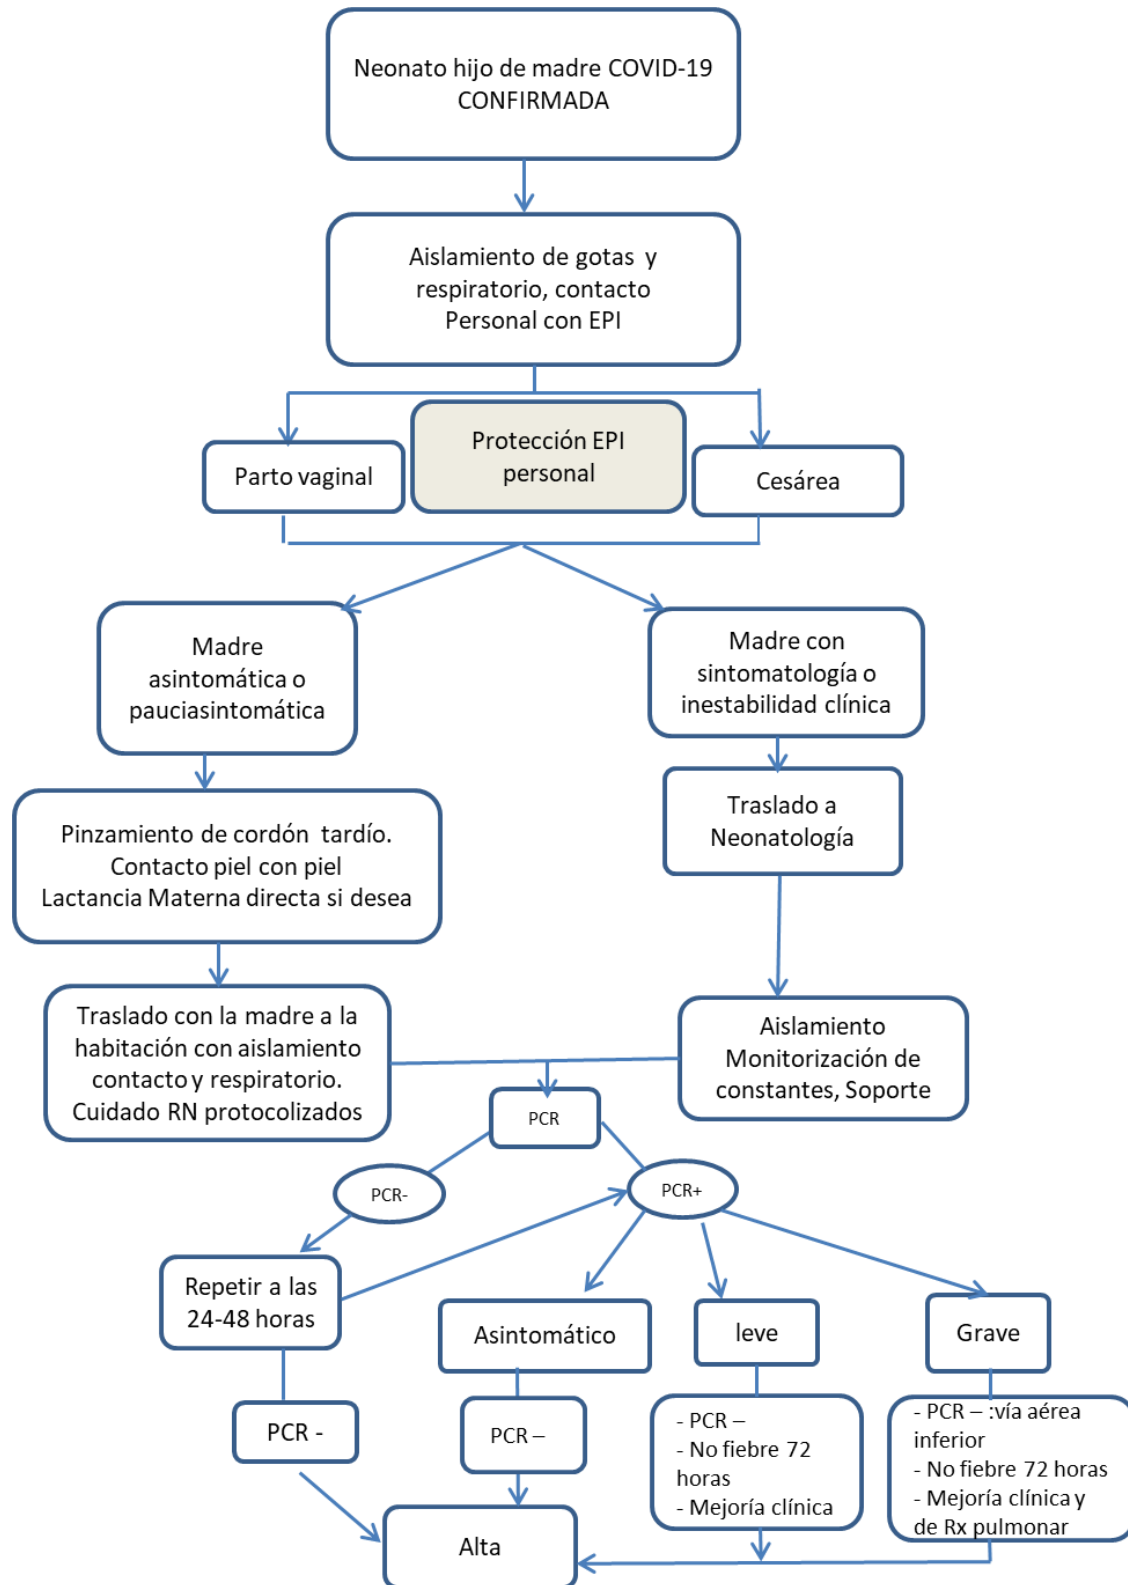 Neonato hijo de madre COVID-19
CONFIRMADA
Aislamiento de gotas y
respiratorio, contacto
Personal con EPI
Protección EPI
personal
Parto vaginal
Cesárea
Madre
asintomática o
pauciasintomática
Madre con
sintomatología o
inestabilidad clínica
Pinzamiento de cordón tardío.
Contacto piel con piel
Lactancia Materna directa si desea
Traslado a
Neonatología
Traslado con la madre a la
habitación con aislamiento
contacto y respiratorio.
Cuidado RN protocolizados
Aislamiento
Monitorización de
constantes, Soporte
PCR
PCR-
PCR+
Repetir a las
24-48 horas
Asintomático
leve
Grave
PCR -
PCR –
- PCR –
- No fiebre 72
horas
- Mejoría clínica
- PCR – :vía aérea
inferior
- No fiebre 72 horas
- Mejoría clínica y
de Rx pulmonar
Alta